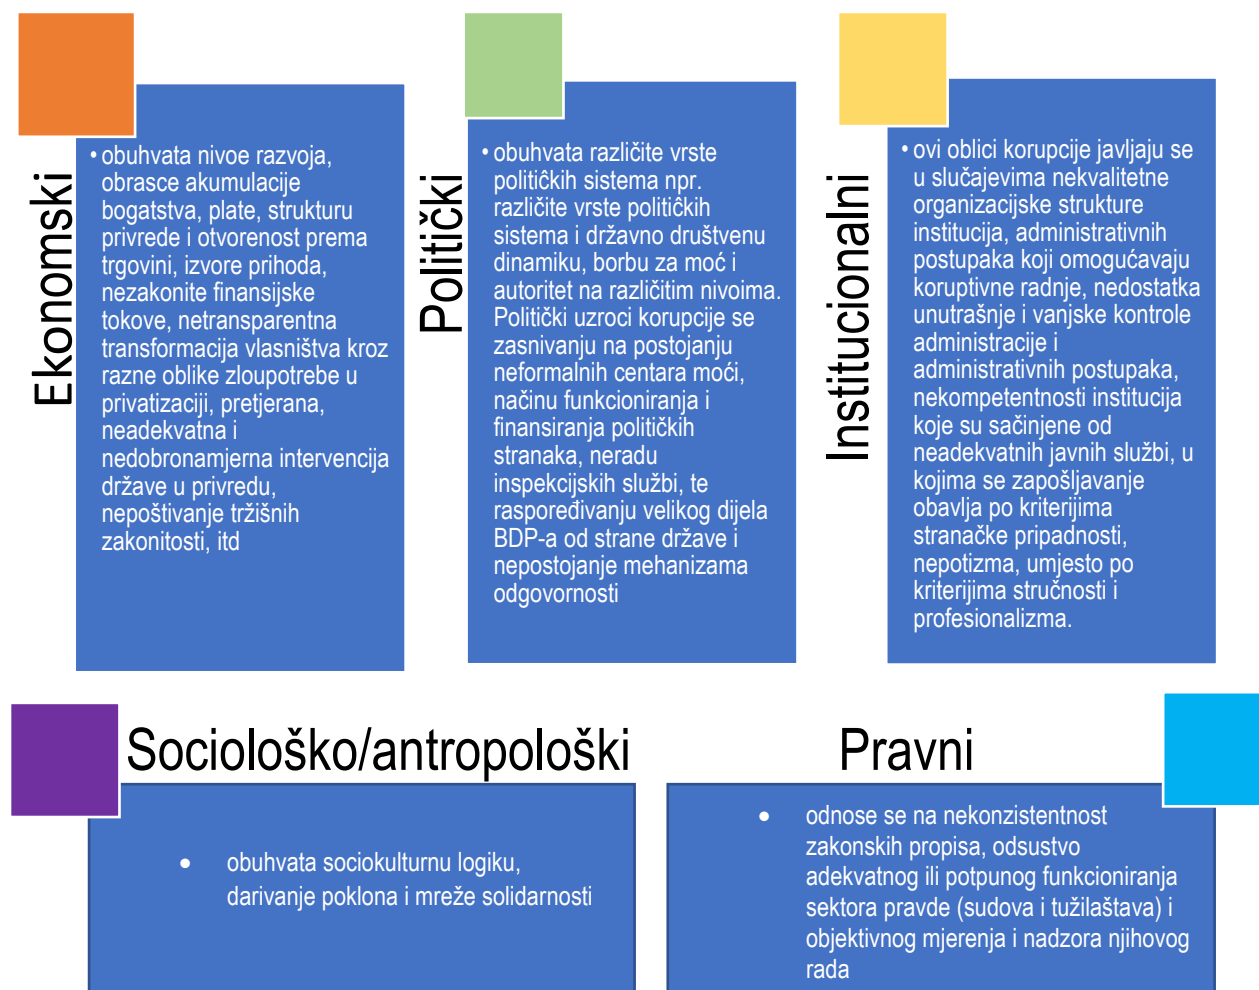 Ekonomski
• obuhvata nivoe razvoja,
obrasce akumulacije
bogatstva, plate, strukturu
privrede i otvorenost prema
trgovini, izvore prihoda,
nezakonite finansijske
tokove, netransparentna
transformacija vlasništva kroz
razne oblike zloupotrebe u
privatizaciji, pretjerana,
neadekvatna i
nedobronamjerna intervencija
države u privredu,
nepoštivanje tržišnih
zakonitosti, itd
Politički
• obuhvata različite vrste
političkih sistema npr.
različite vrste političkih
sistema i državno društvenu
dinamiku, borbu za moć i
autoritet na različitim nivoima.
Politički uzroci korupcije se
zasnivanju na postojanju
neformalnih centara moći,
načinu funkcioniranja i
finansiranja političkih
stranaka, neradu
inspekcijskih službi, te
raspoređivanju velikog dijela
BDP-a od strane države i
nepostojanje mehanizama
odgovornosti
Institucionalni
• ovi oblici korupcije javljaju se
u slučajevima nekvalitetne
organizacijske strukture
institucija, administrativnih
postupaka koji omogućavaju
koruptivne radnje, nedostatka
unutrašnje i vanjske kontrole
administracije i
administrativnih postupaka,
nekompetentnosti institucija
koje su sačinjene od
neadekvatnih javnih službi, u
kojima se zapošljavanje
obavlja po kriterijima
stranačke pripadnosti,
nepotizma, umjesto po
kriterijima stručnosti i
profesionalizma.
Sociološko/antropološki
• obuhvata sociokulturnu logiku,
darivanje poklona i mreže solidarnosti
Pravni
• odnose se na nekonzistentnost
zakonskih propisa, odsustvo
adekvatnog ili potpunog funkcioniranja
sektora pravde (sudova i tužilaštava) i
objektivnog mjerenja i nadzora njihovog
rada